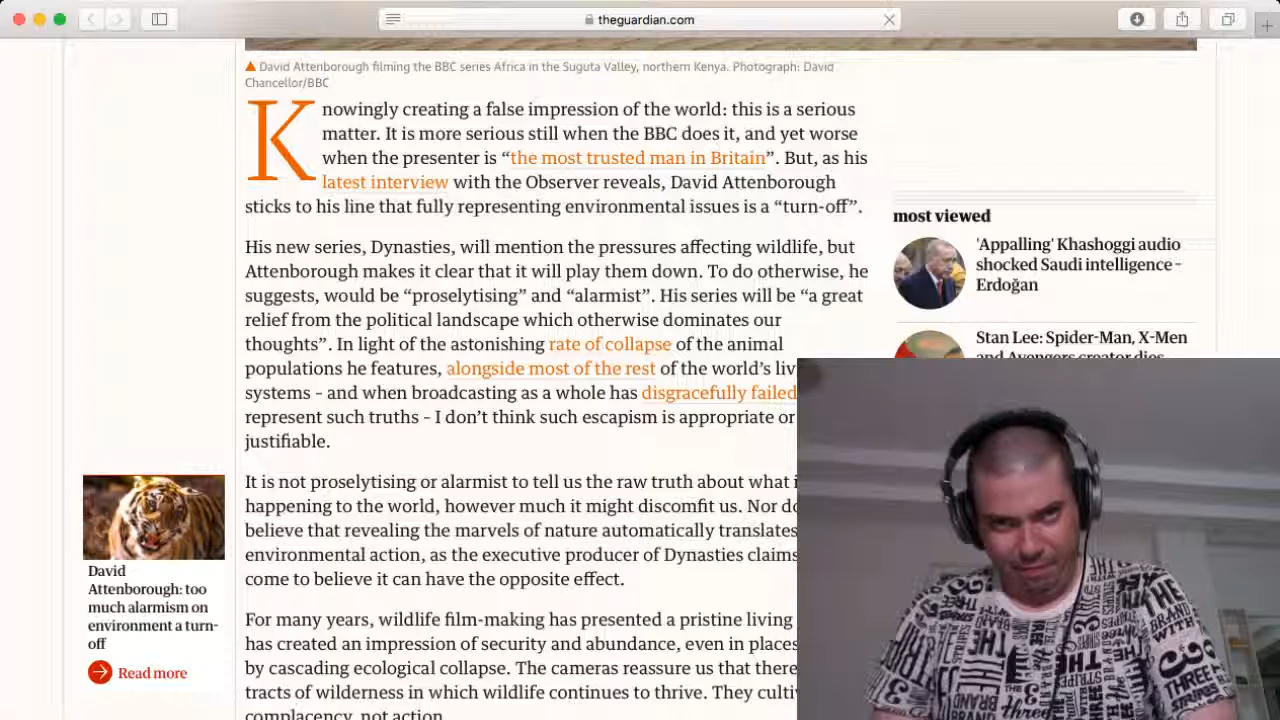 theguardian.com
David Attenborough filming the BBC series Africa in the Suguta Valley, northern Kenya. Photograph: David
Chancellor/BBC
Knowingly creating a false impression of the world: this is a serious
matter. It is more serious still when the BBC does it, and yet worse
when the presenter is “the most trusted man in Britain”. But, as his
latest interview with the Observer reveals, David Attenborough
sticks to his line that fully representing environmental issues is a “turn-off”.
His new series, Dynasties, will mention the pressures affecting wildlife, but
Attenborough makes it clear that it will play them down. To do otherwise, he
suggests, would be “proselytising” and “alarmist”. His series will be “a great
relief from the political landscape which otherwise dominates our
thoughts”. In light of the astonishing rate of collapse of the animal
populations he features, alongside most of the rest of the world’s liv
systems – and when broadcasting as a whole has disgracefully failed
represent such truths – I don’t think such escapism is appropriate or
justifiable.
It is not proselytising or alarmist to tell us the raw truth about what i
happening to the world, however much it might discomfit us. Nor do
believe that revealing the marvels of nature automatically translates
environmental action, as the executive producer of Dynasties claims
come to believe it can have the opposite effect.
For many years, wildlife film-making has presented a pristine living
has created an impression of security and abundance, even in places
by cascading ecological collapse. The cameras reassure us that there
tracts of wilderness in which wildlife continues to thrive. They culti
complacency, not action.
most viewed
'Appalling' Khashoggi audio
shocked Saudi intelligence –
Erdoğan
Stan Lee: Spider-Man, X-Men
and Avengers creator dies
David
Attenborough: too
much alarmism on
environment a turn-
off
Read more
THE
BRAND
WITH
THE
THREE